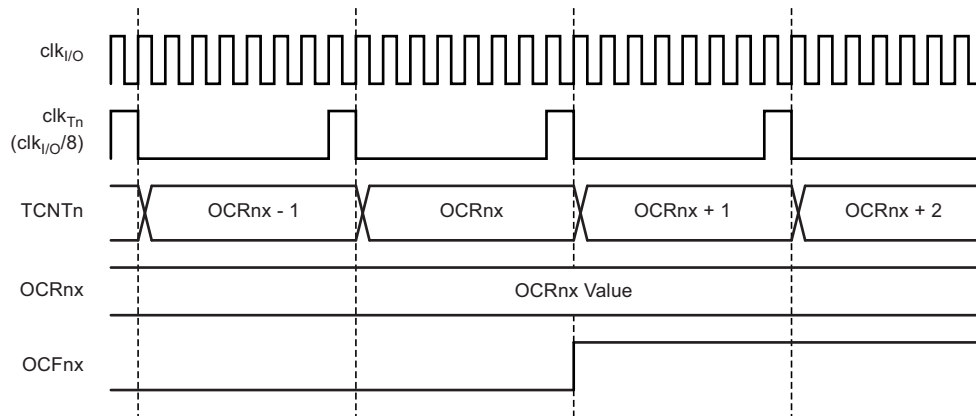 clkI/O
clkTn
(clkI/O/8)
TCNTn OCRnx - 1 OCRnx OCRnx + 1 OCRnx + 2
OCRnx OCRnx Value
OCFnx